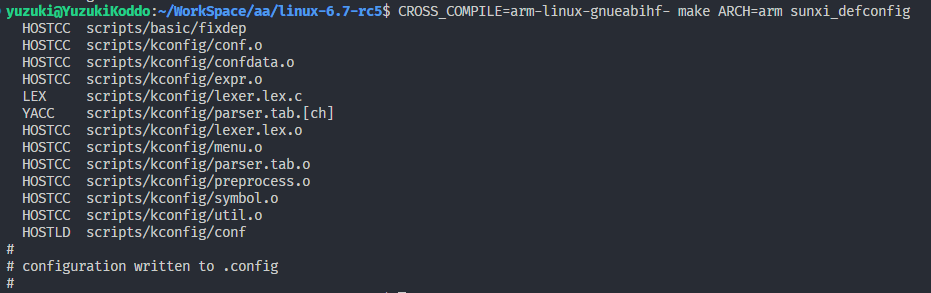 yuzuki@YuzukiKoddo:~/WorkSpace/aa/linux-6.7-rc5$ CROSS_COMPILE=arm-linux-gnueabihf- make ARCH=arm sunxi_defconfig
HOSTCC scripts/basic/fixdep
HOSTCC scripts/kconfig/conf.o
HOSTCC scripts/kconfig/confdata.o
HOSTCC scripts/kconfig/expr.o
LEX scripts/kconfig/lexer.lex.c
YACC scripts/kconfig/parser.tab.[ch]
HOSTCC scripts/kconfig/lexer.lex.o
HOSTCC scripts/kconfig/menu.o
HOSTCC scripts/kconfig/parser.tab.o
HOSTCC scripts/kconfig/preprocess.o
HOSTCC scripts/kconfig/symbol.o
HOSTCC scripts/kconfig/util.o
HOSTLD scripts/kconfig/conf
#
# configuration written to .config
#